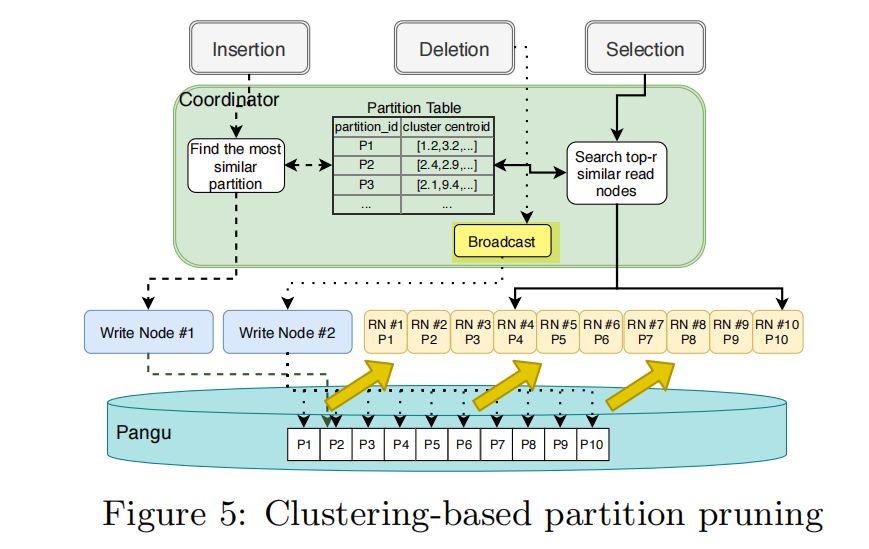 Insertion
Deletion
Selection
Coordinator
Partition Table
partition_id cluster centroid
P1 [1.2,3.2,...]
P2 [2.4,2.9,...]
P3 [2.1,9.4,...]
... ...
Find the most
similar
partition
Search top-r
similar read
nodes
Broadcast
Write Node #1
Write Node #2
RN #1 RN #2 RN #3 RN #4 RN #5 RN #6 RN #7 RN #8 RN #9 RN #10
P1 P2 P3 P4 P5 P6 P7 P8 P9 P10
Pangu
P1 P2 P3 P4 P5 P6 P7 P8 P9 P10
Figure 5: Clustering-based partition pruning